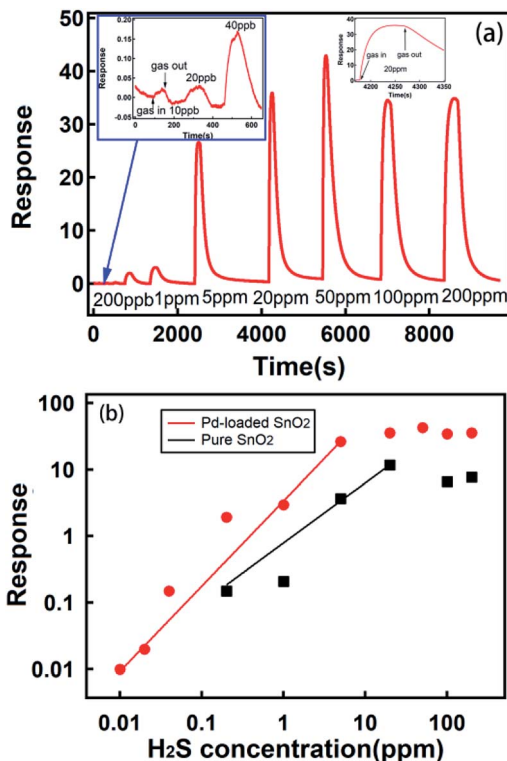 (a)
Response
50
40
30
20
10
0
0 2000 4000 6000 8000
Time(s)
200ppb 1ppm 5ppm 20ppm 50ppm 100ppm 200ppm
Response
0.20
0.15
0.10
0.05
0.00
-0.05
0 200 400 600
Time(s)
gas out
gas in 10ppb
20ppb
40ppb
Response
40
30
20
10
0
4200 4250 4300 4350
Time(s)
gas in
gas out
20ppm
(b)
Pd-loaded SnO2
Pure SnO2
Response
100
10
1
0.1
0.01
0.01 0.1 1 10 100
H2S concentration(ppm)